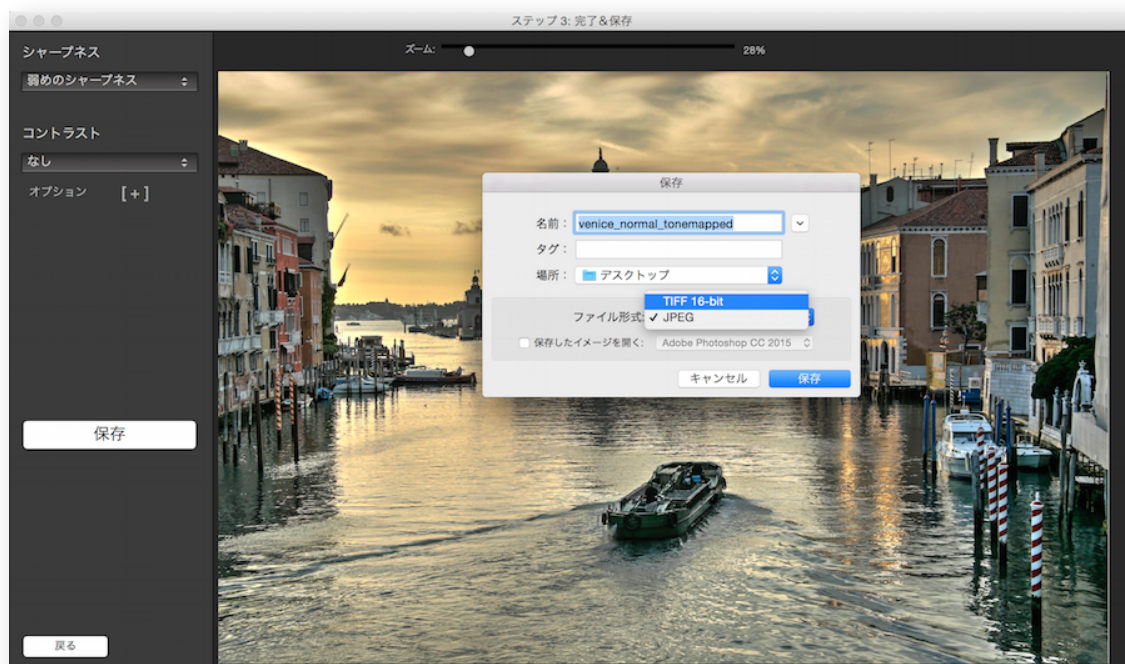 ステップ 3: 完了＆保存
シャープネス
弱めのシャープネス
コントラスト
なし
オプション [+]
保存
戻る
ズーム: 28%
保存
名前：venice_normal_tonemapped
タグ：
場所：デスクトップ
TIFF 16-bit
ファイル形式: ✓ JPEG
保存したイメージを開く: Adobe Photoshop CC 2015
キャンセル 保存